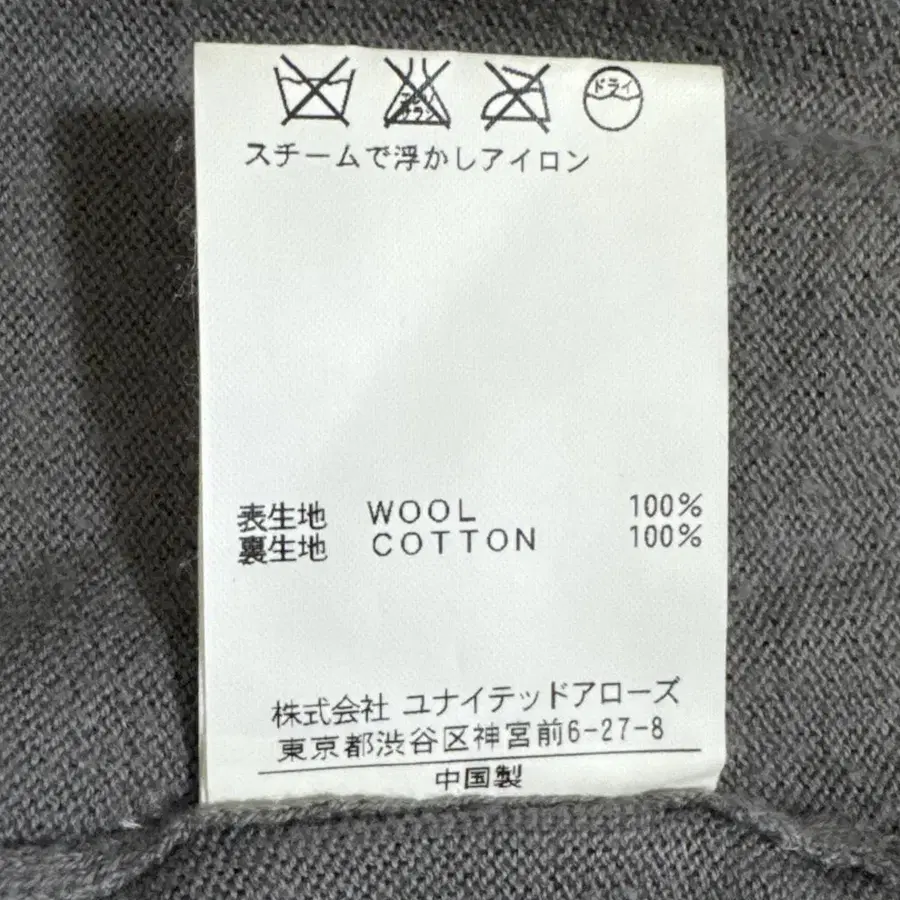 ドライ
スチームで浮かしアイロン
表生地 WOOL 100%
裏生地 COTTON 100%
株式会社 ユナイテッドアローズ
東京都渋谷区神宮前6-27-8
中国製